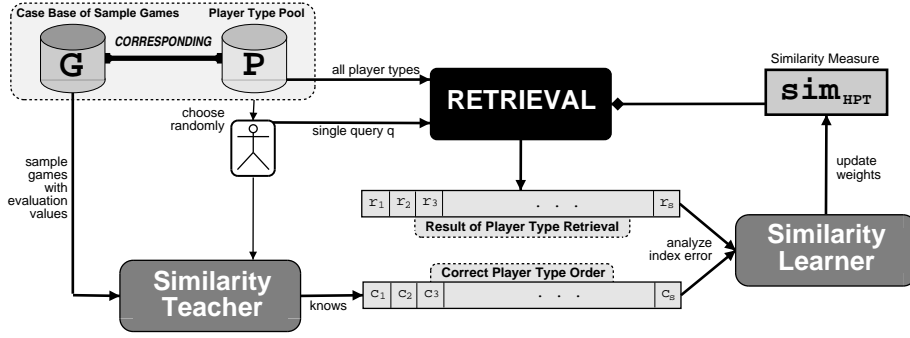 Case Base of Sample Games
Player Type Pool
CORRESPONDING
G
P
all player types
choose
randomly
single query q
RETRIEVAL
Similarity Measure
sim HPT
sample
games
with
evaluation
values
update
weights
r1 r2 r3 . . . rs
Result of Player Type Retrieval
analyze
index error
Similarity
Learner
Similarity
Teacher
knows
Correct Player Type Order
c1 c2 c3 . . . cs